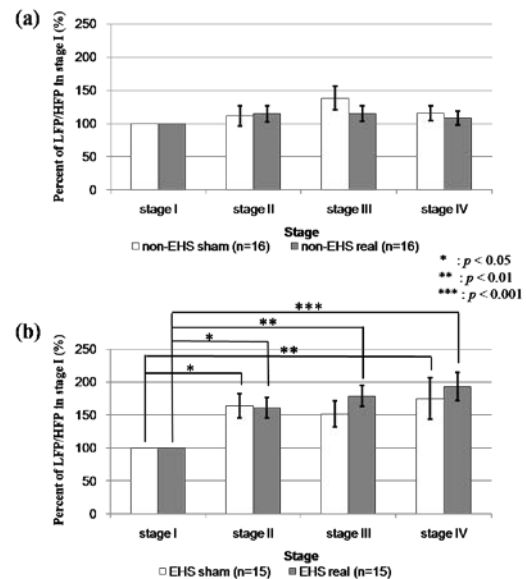 (a)
Percent of LFP/HFP In stage I (%)
250
200
150
100
50
0
stage I stage II stage III stage IV
Stage
non-EHS sham (n=16) non-EHS real (n=16)
* : p < 0.05
** : p < 0.01
*** : p < 0.001
(b)
***
**
*
**
*
Percent of LFP/HFP In stage I (%)
250
200
150
100
50
0
stage I stage II stage III stage IV
Stage
EHS sham (n=15) EHS real (n=15)